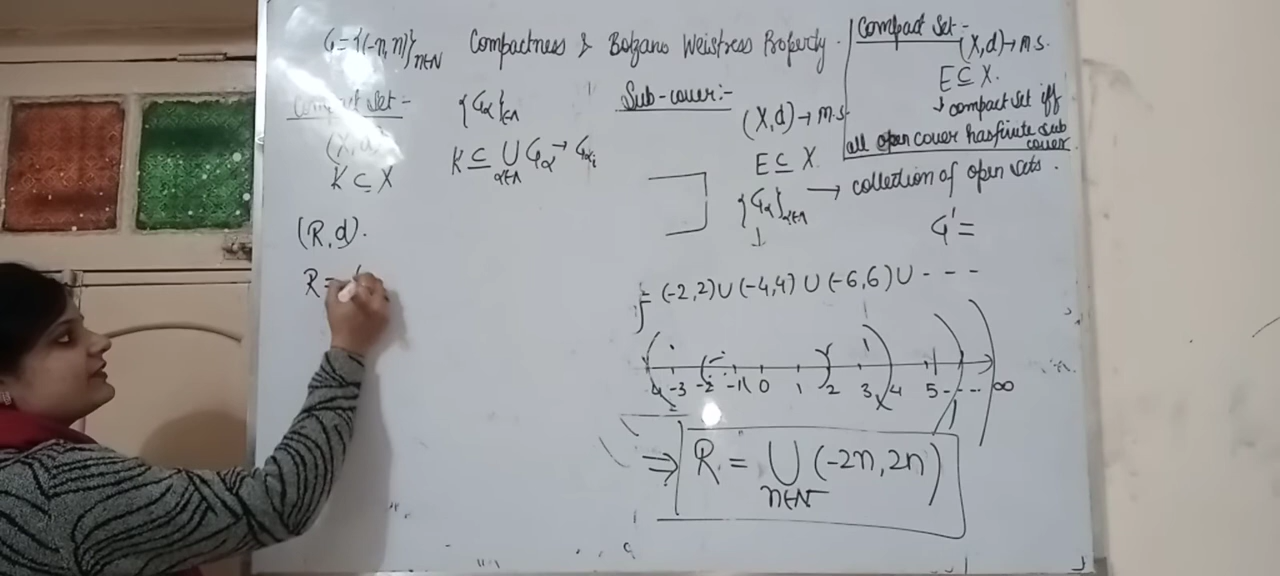 G={(-n,n)}n∈N
Compactness & Bolzano Weistress Property.
Compact Set:-
(X,d)→m.s.
E⊆X.
↓ compact set iff
all open cover has finite sub
cover.
Compact Set:-
(X,d)
K⊂X
{Gα}α∈Λ
K⊆∪α∈Λ Gα→Gαi
Sub-cover:-
(X,d)→m.s.
E⊆X.
{Gα}α∈Λ → collection of open sets.
G'=
(R,d).
R=
= (-2,2)∪(-4,4)∪(-6,6)∪---
-4 -3 -2 -1 0 1 2 3 4 5 --- ∞
⇒ R = ∪n∈N (-2n,2n)